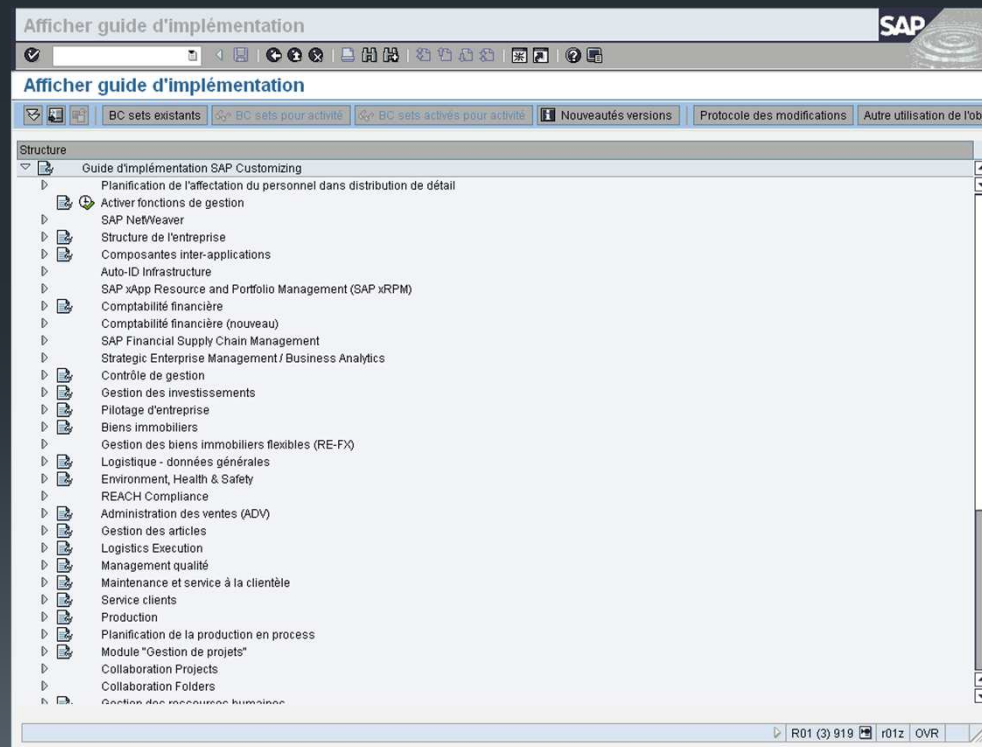 Afficher guide d'implémentation
SAP
Afficher guide d'implémentation
BC sets existants BC sets pour activité BC sets activés pour activité Nouveautés versions Protocole des modifications Autre utilisation de l'ob
Structure
Guide d'implémentation SAP Customizing
Planification de l'affectation du personnel dans distribution de détail
Activer fonctions de gestion
SAP NetWeaver
Structure de l'entreprise
Composantes inter-applications
Auto-ID Infrastructure
SAP xApp Resource and Portfolio Management (SAP xRPM)
Comptabilité financière
Comptabilité financière (nouveau)
SAP Financial Supply Chain Management
Strategic Enterprise Management / Business Analytics
Contrôle de gestion
Gestion des investissements
Pilotage d'entreprise
Biens immobiliers
Gestion des biens immobiliers flexibles (RE-FX)
Logistique - données générales
Environment, Health & Safety
REACH Compliance
Administration des ventes (ADV)
Gestion des articles
Logistics Execution
Management qualité
Maintenance et service à la clientèle
Service clients
Production
Planification de la production en process
Module "Gestion de projets"
Collaboration Projects
Collaboration Folders
Gestion des ressources humaines
R01 (3) 919 r01z OVR